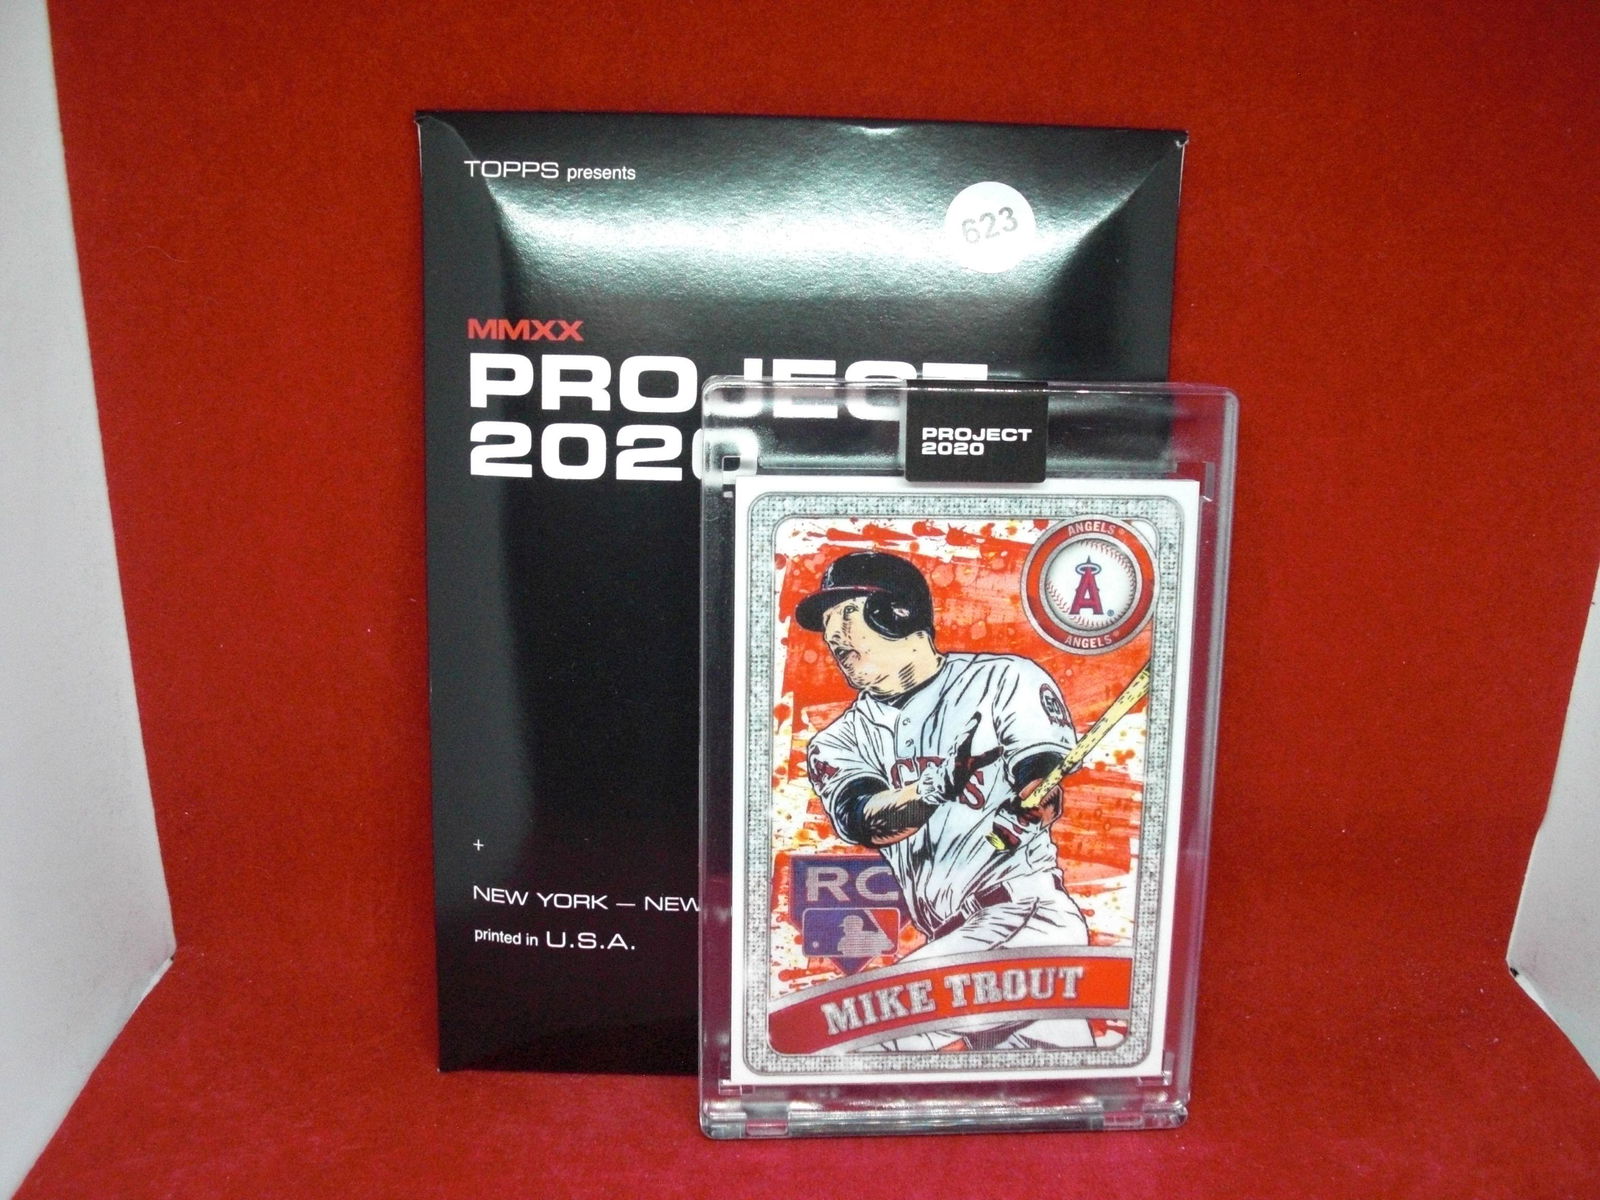 TOPPS presents
623
MMXX
PROJECT
2020
PROJECT
2020
ANGELS
A
ANGELS
RC
MIKE TROUT
+
NEW YORK — NEW
printed in U.S.A.